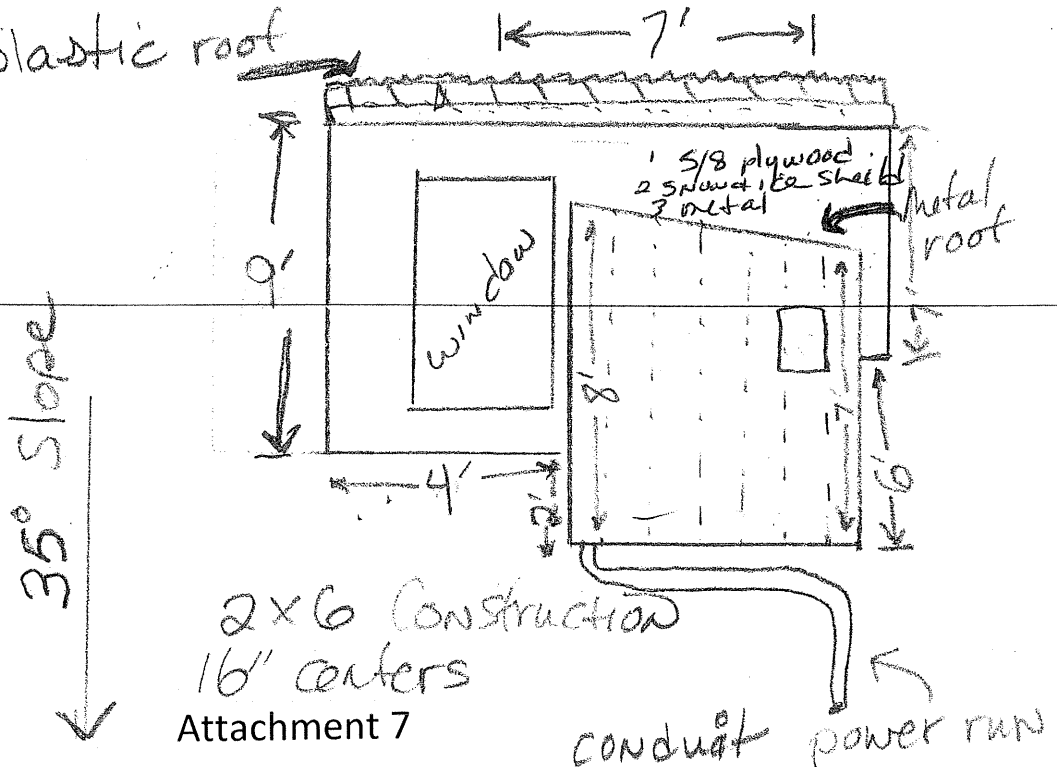 plastic roof
7'
1 5/8 plywood
2 snow & ice sheild
3 metal
metal
roof
9'
window
7'
8'
7'
6'
4'
2'
35° Slope
2x6 Construction
16" centers
Attachment 7
conduit power run